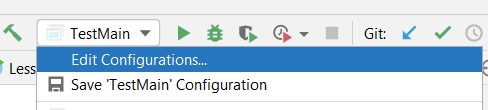 TestMain Git:
Edit Configurations...
Less
Save 'TestMain' Configuration